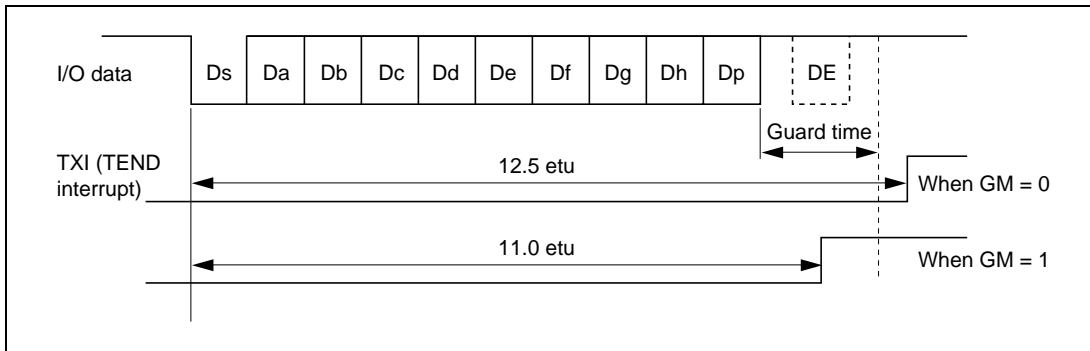 I/O data
Ds Da Db Dc Dd De Df Dg Dh Dp DE
Guard time
TXI (TEND
interrupt)
12.5 etu
When GM = 0
11.0 etu
When GM = 1